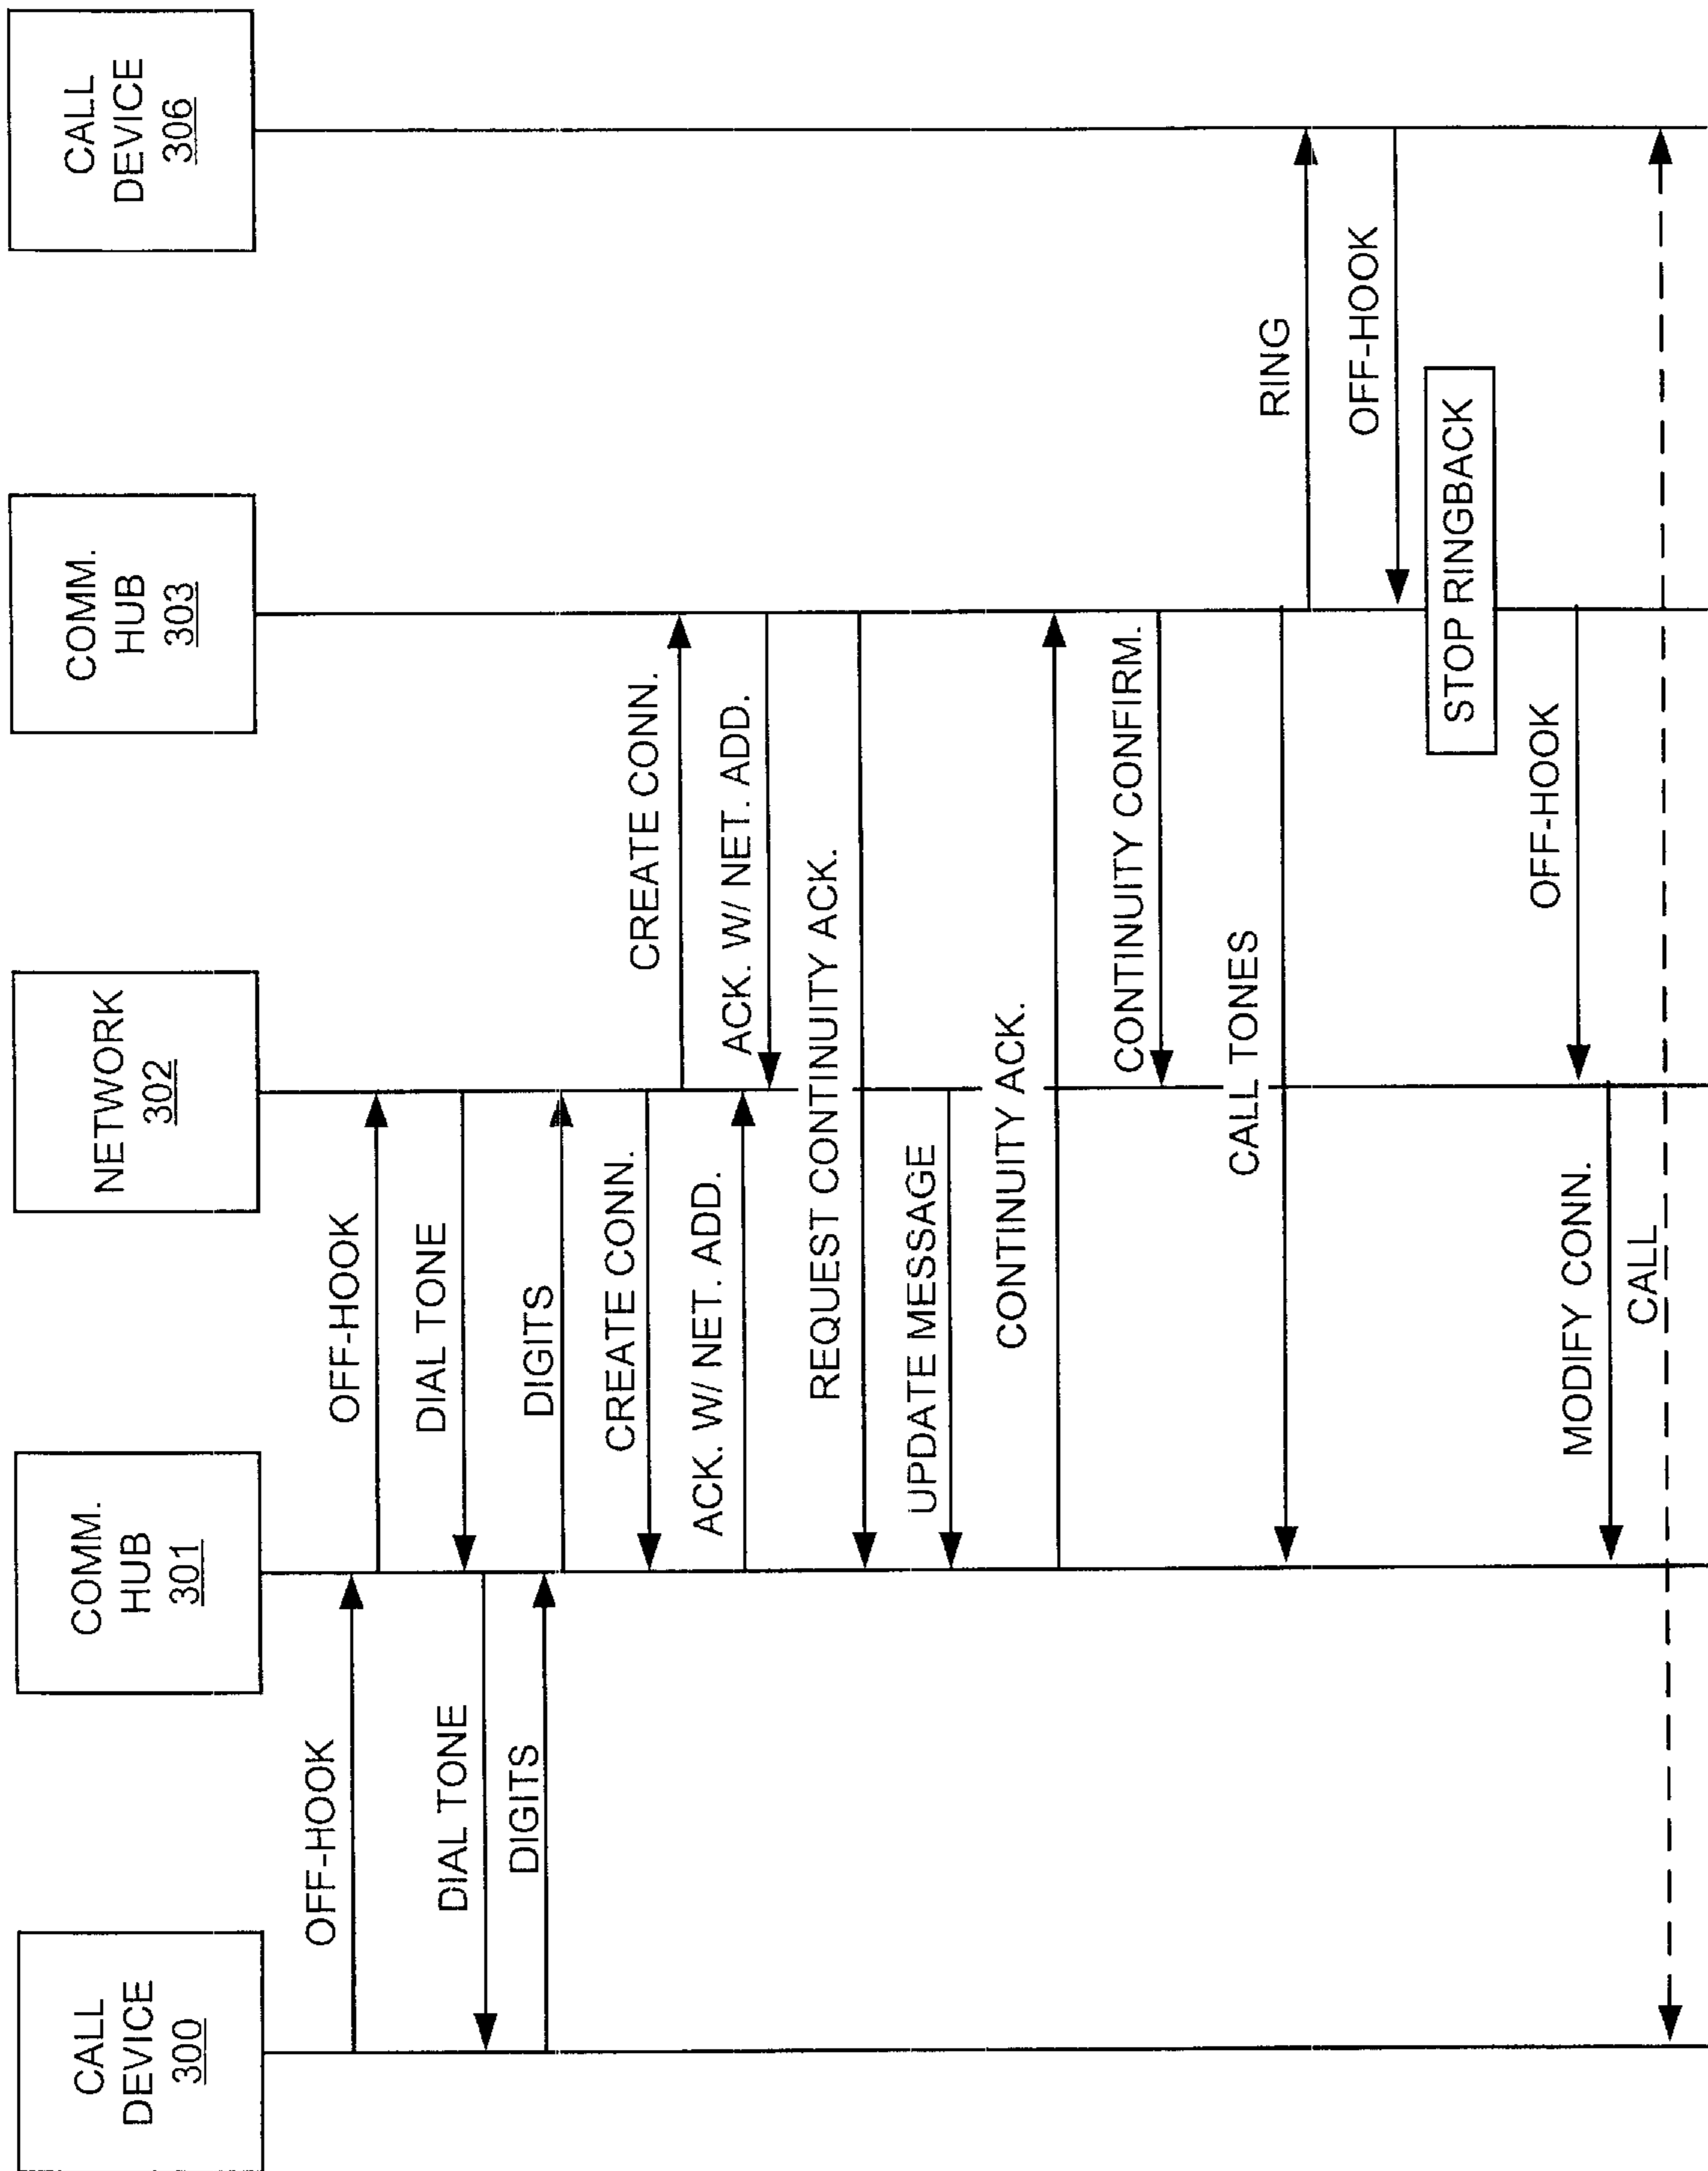 CALL
DEVICE
300
COMM.
HUB
301
NETWORK
302
COMM.
HUB
303
CALL
DEVICE
306
OFF-HOOK
OFF-HOOK
DIAL TONE
DIAL TONE
DIGITS
DIGITS
CREATE CONN.
CREATE CONN.
ACK. W/ NET. ADD.
ACK. W/ NET. ADD.
REQUEST CONTINUITY ACK.
UPDATE MESSAGE
CONTINUITY ACK.
CONTINUITY CONFIRM.
CALL TONES
RING
OFF-HOOK
STOP RINGBACK
OFF-HOOK
MODIFY CONN.
CALL